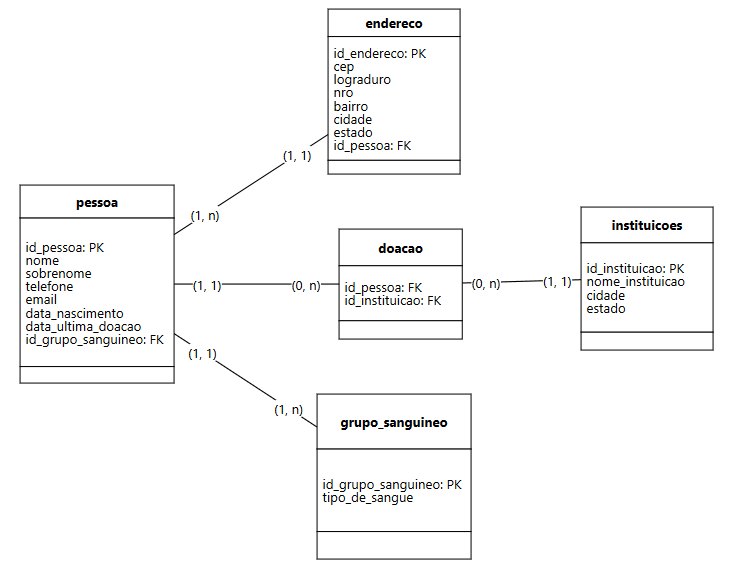 endereco
id_endereco: PK
cep
lograduro
nro
bairro
cidade
estado
id_pessoa: FK
(1, 1)
(1, n)
pessoa
id_pessoa: PK
nome
sobrenome
telefone
email
data_nascimento
data_ultima_doacao
id_grupo_sanguineo: FK
(1, 1)
(0, n)
doacao
id_pessoa: FK
id_instituicao: FK
(0, n)
(1, 1)
instituicoes
id_instituicao: PK
nome_instituicao
cidade
estado
(1, 1)
(1, n)
grupo_sanguineo
id_grupo_sanguineo: PK
tipo_de_sangue